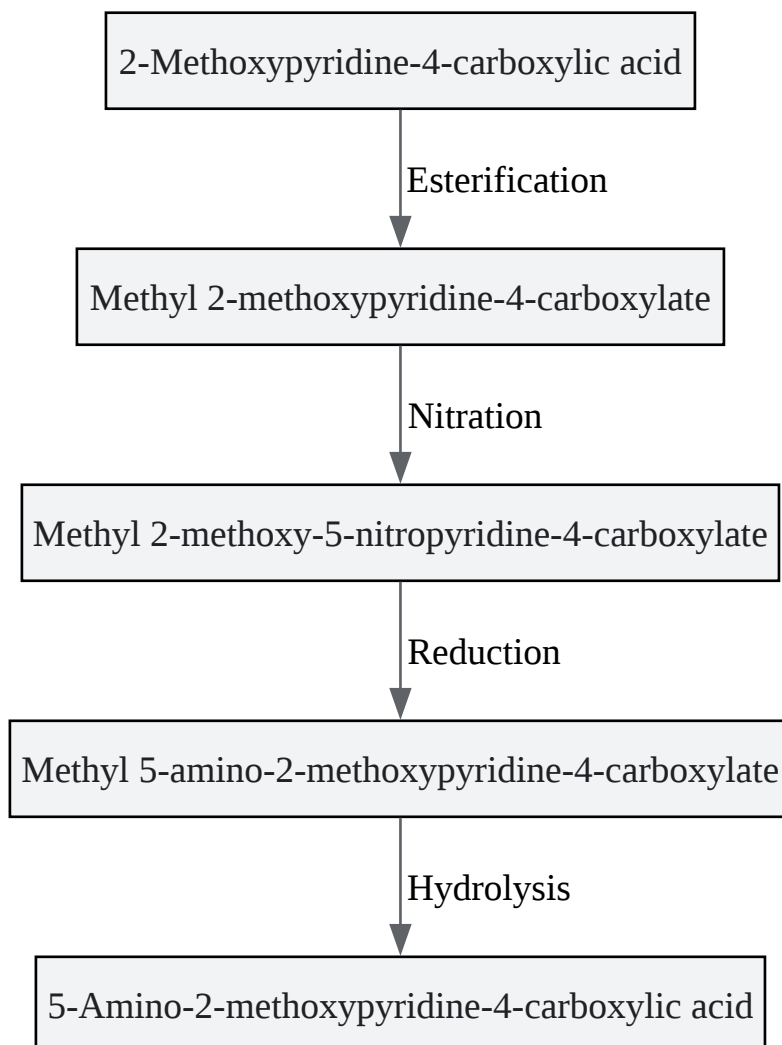 2-Methoxypyridine-4-carboxylic acid
Esterification
Methyl 2-methoxypyridine-4-carboxylate
Nitration
Methyl 2-methoxy-5-nitropyridine-4-carboxylate
Reduction
Methyl 5-amino-2-methoxypyridine-4-carboxylate
Hydrolysis
5-Amino-2-methoxypyridine-4-carboxylic acid